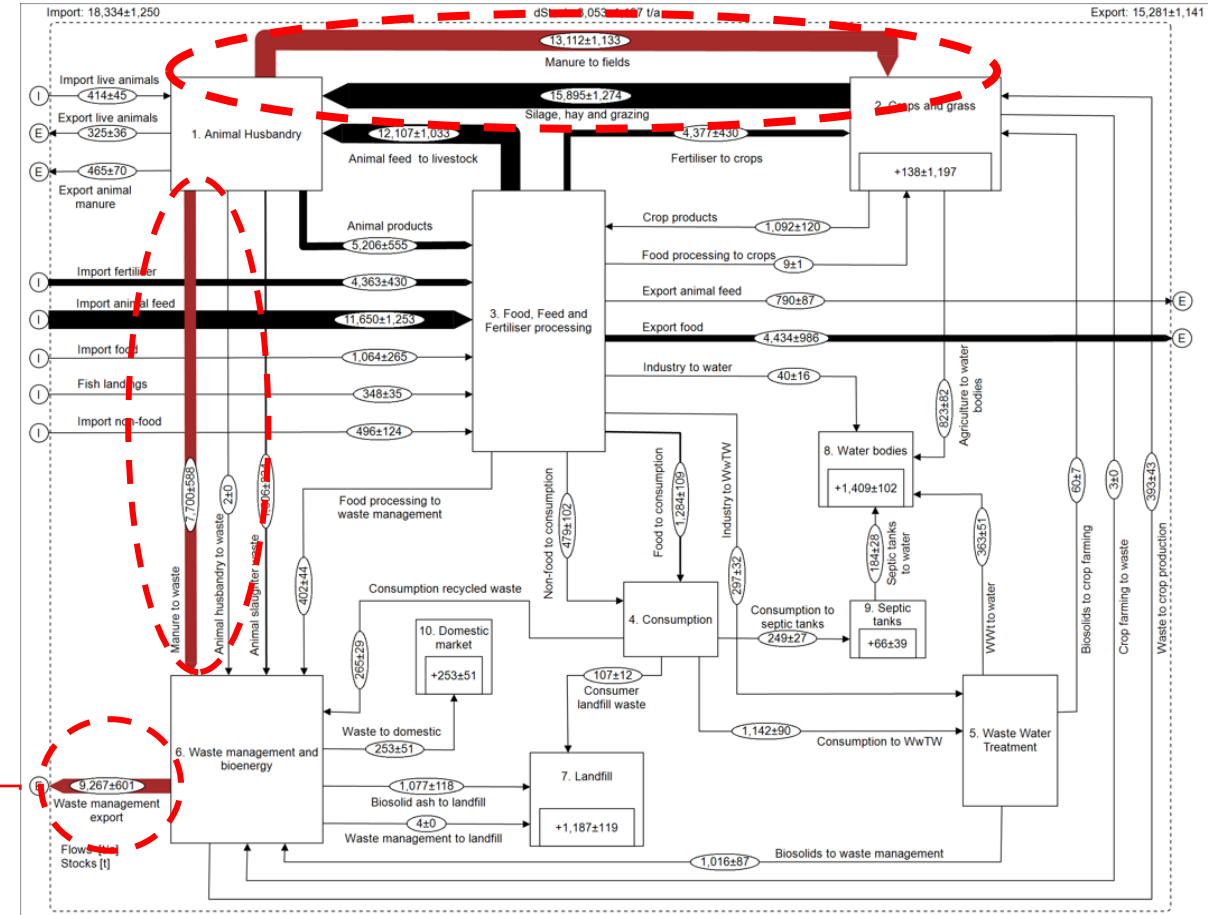 Import: 18,334±1,250
Export: 15,281±1,141
13,112±1,133
Manure to fields
Import live animals
I
414±45
15,895±1,274
Silage, hay and grazing
2. Crops and grass
Export live animals
E
325±36
1. Animal Husbandry
12,107±1,033
4,377±430
Animal feed to livestock
Fertiliser to crops
E
465±70
+138±1,197
Export animal
manure
Animal products
5,206±555
Crop products
1,092±120
Food processing to crops
9±1
Import fertiliser
I
4,363±430
Export animal feed
790±87
E
Import animal feed
I
11,650±1,253
3. Food, Feed and
Fertiliser processing
Export food
4,434±986
E
Import food
I
1,064±265
Industry to water
40±16
Fish landings
I
348±35
Import non-food
I
496±124
823±82
Agriculture to water
bodies
8. Water bodies
+1,409±102
7,700±588
2±0
Food processing to
waste management
479±102
Non-food to consumption
1,284±109
Food to consumption
Industry to WwTW
297±32
184±28
Septic tanks
to water
363±51
WWt to water
60±7
Biosolids to crop farming
3±0
Crop farming to waste
393±43
Waste to crop production
Manure to waste
Animal husbandry to waste
Animal slaughter waste
402±44
Consumption recycled waste
265±29
4. Consumption
Consumption to
septic tanks
249±27
9. Septic
tanks
+66±39
10. Domestic
market
+253±51
107±12
Consumer
landfill waste
Waste to domestic
253±51
1,142±90
Consumption to WwTW
5. Waste Water
Treatment
6. Waste management and
bioenergy
7. Landfill
+1,187±119
E
9,267±601
Waste management
export
1,077±118
Biosolid ash to landfill
4±0
Waste management to landfill
Flows
Stocks [t]
1,016±87
Biosolids to waste management